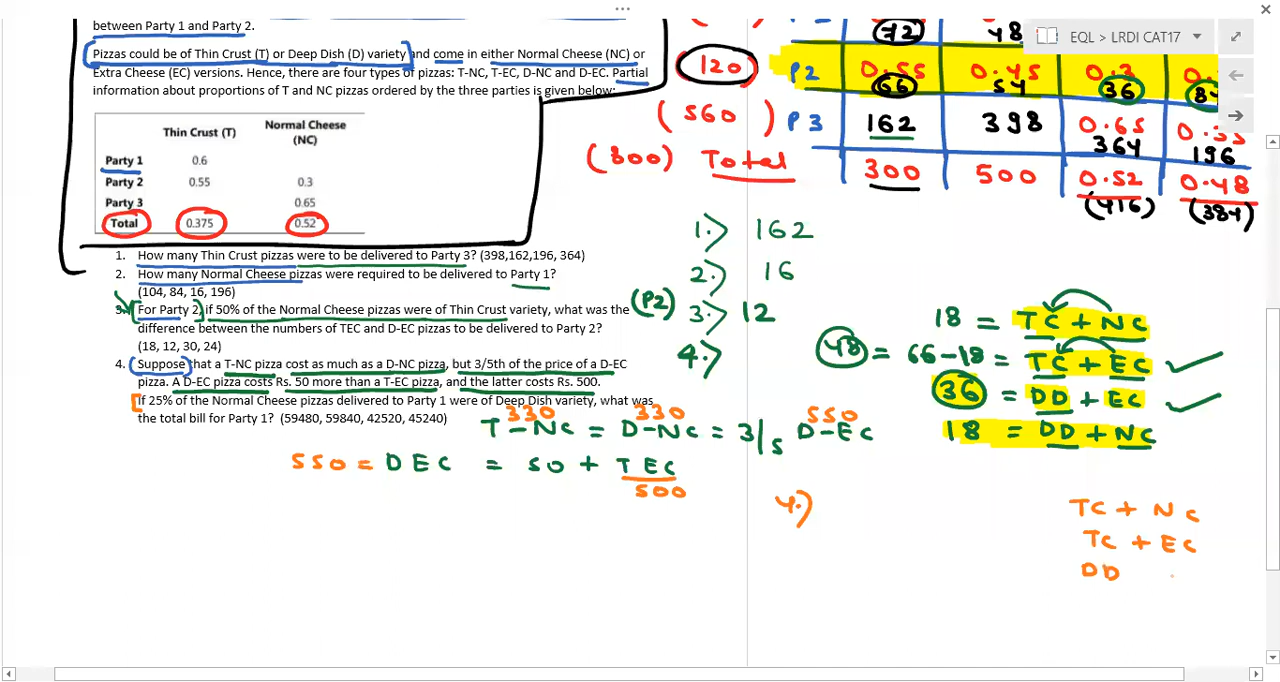 between Party 1 and Party 2.
Pizzas could be of Thin Crust (T) or Deep Dish (D) variety and come in either Normal Cheese (NC) or
Extra Cheese (EC) versions. Hence, there are four types of pizzas: T-NC, T-EC, D-NC and D-EC. Partial
information about proportions of T and NC pizzas ordered by the three parties is given below:
Thin Crust (T) Normal Cheese (NC)
Party 1 0.6
Party 2 0.55 0.3
Party 3 0.65
Total 0.375 0.52
1. How many Thin Crust pizzas were to be delivered to Party 3? (398,162,196, 364)
2. How many Normal Cheese pizzas were required to be delivered to Party 1?
(104, 84, 16, 196)
3. For Party 2, if 50% of the Normal Cheese pizzas were of Thin Crust variety, what was the
difference between the numbers of TEC and D-EC pizzas to be delivered to Party 2?
(18, 12, 30, 24)
4. Suppose that a T-NC pizza cost as much as a D-NC pizza, but 3/5th of the price of a D-EC
pizza. A D-EC pizza costs Rs. 50 more than a T-EC pizza, and the latter costs Rs. 500.
If 25% of the Normal Cheese pizzas delivered to Party 1 were of Deep Dish variety, what was
the total bill for Party 1? (59480, 59840, 42520, 45240)
EQL > LRDI CAT17
72 48
(120) P2 0.55 0.45 0.3
66 54 36 84
(560) P3 162 398 0.65 0.35
364 196
(800) Total 300 500 0.52 0.48
(416) (384)
1.) 162
2.) 16
(P2) 3.) 12
4.)
18 = TC + NC
48 = 66-18 = TC + EC
36 = DD + EC
18 = DD + NC
330 330 550
T-NC = D-NC = 3/5 D-EC
550 = DEC = 50 + TEC
500
4.)
TC + NC
TC + EC
DD